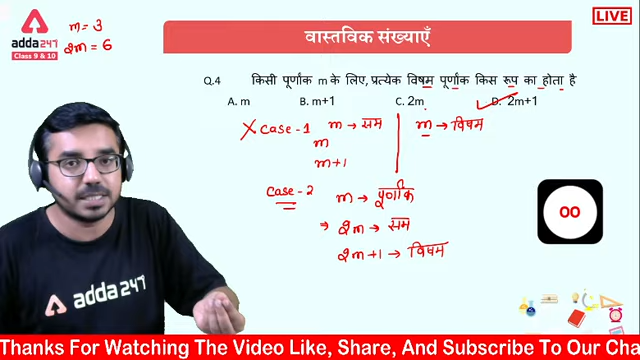 m = 3
2m = 6
adda247
Class 9 & 10
वास्तविक संख्याएँ
LIVE
Q.4 किसी पूर्णांक m के लिए, प्रत्येक विषम पूर्णांक किस रूप का होता है
A. m B. m+1 C. 2m D. 2m+1
Case-1 m → सम m → विषम
m
m+1
Case-2 m → पूर्णांक
⇒ 2m → सम
2m+1 → विषम
00
adda247
Thanks For Watching The Video Like, Share, And Subscribe To Our Cha